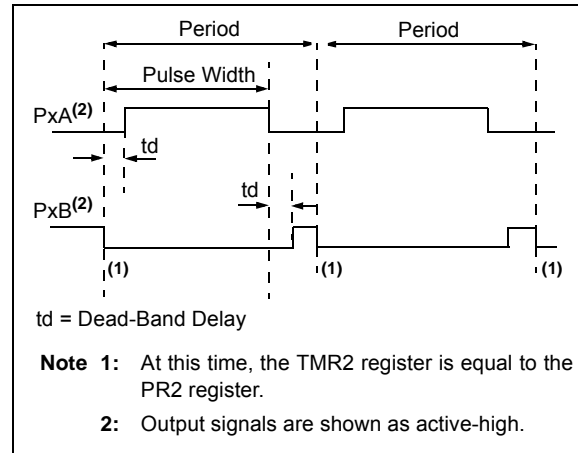 Period Period
Pulse Width
PxA(2)
td
td
PxB(2)
(1) (1) (1)
td = Dead-Band Delay
Note 1: At this time, the TMR2 register is equal to the
PR2 register.
2: Output signals are shown as active-high.